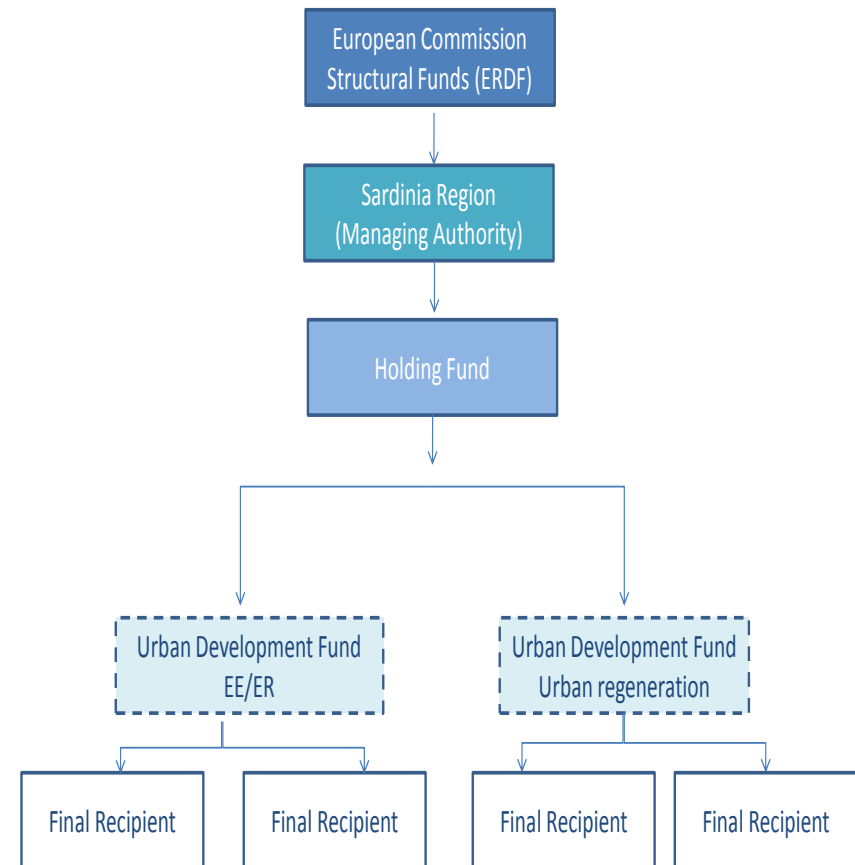 European Commission
Structural Funds (ERDF)
Sardinia Region
(Managing Authority)
Holding Fund
Urban Development Fund
EE/ER
Urban Development Fund
Urban regeneration
Final Recipient
Final Recipient
Final Recipient
Final Recipient